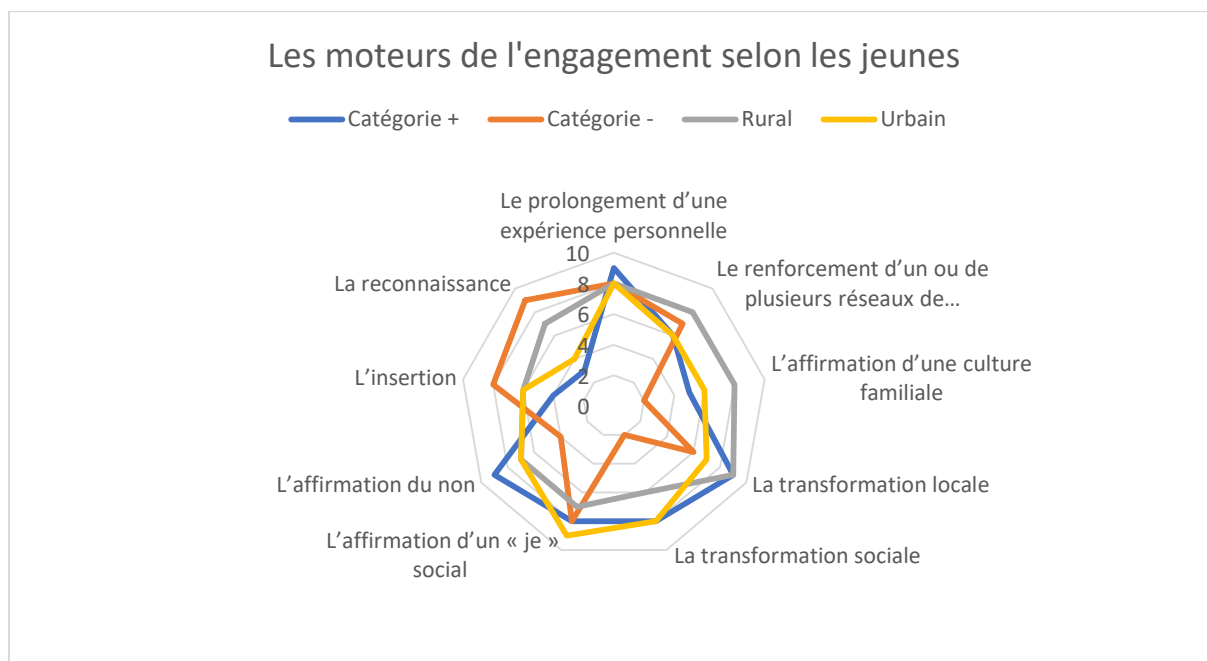 Les moteurs de l'engagement selon les jeunes
Catégorie +
Catégorie -
Rural
Urbain
Le prolongement d’une
expérience personnelle
Le renforcement d’un ou de
plusieurs réseaux de…
L’affirmation d’une culture
familiale
La transformation locale
La transformation sociale
L’affirmation d’un « je »
social
L’affirmation du non
L’insertion
La reconnaissance
10
8
6
4
2
0